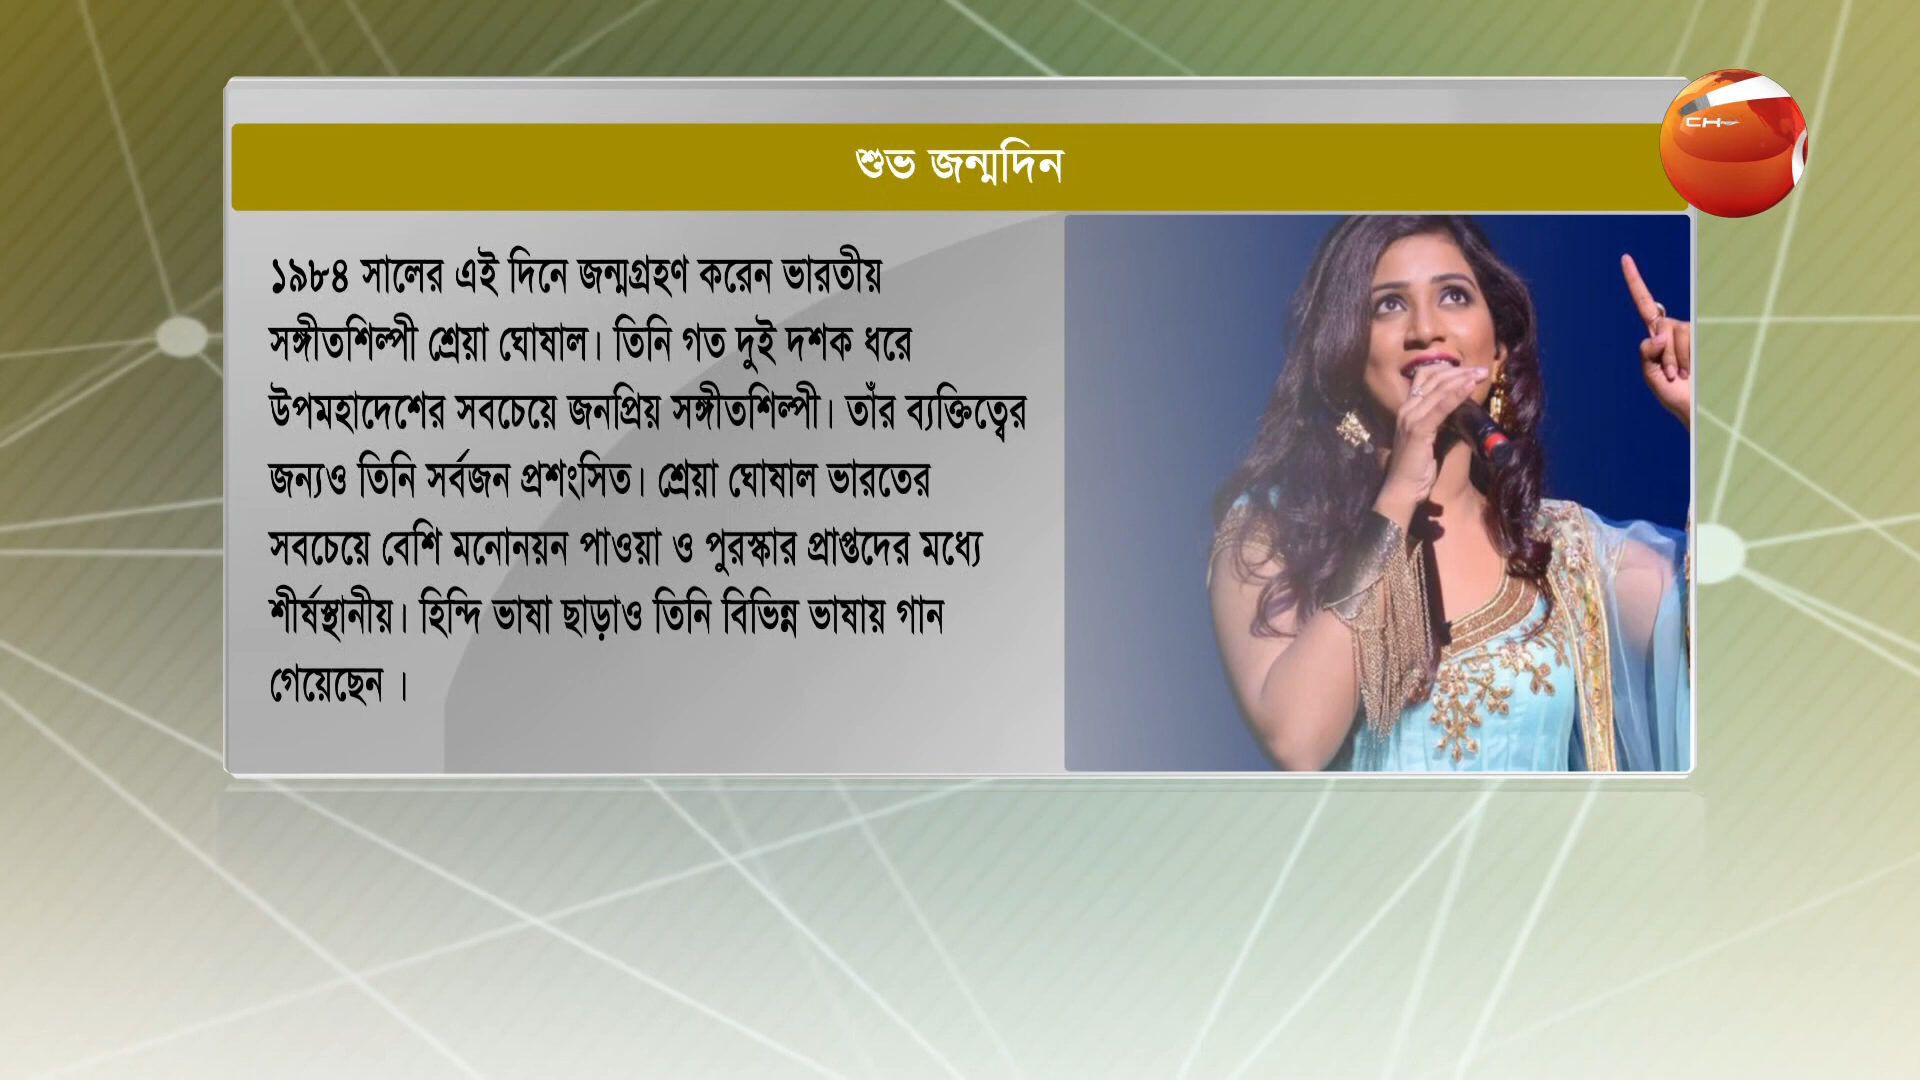 শুভ জন্মদিন
CH
১৯৮৪ সালের এই দিনে জন্মগ্রহণ করেন ভারতীয়
সঙ্গীতশিল্পী শ্রেয়া ঘোষাল। তিনি গত দুই দশক ধরে
উপমহাদেশের সবচেয়ে জনপ্রিয় সঙ্গীতশিল্পী। তাঁর ব্যক্তিত্বের
জন্যও তিনি সর্বজন প্রশংসিত। শ্রেয়া ঘোষাল ভারতের
সবচেয়ে বেশি মনোনয়ন পাওয়া ও পুরস্কার প্রাপ্তদের মধ্যে
শীর্ষস্থানীয়। হিন্দি ভাষা ছাড়াও তিনি বিভিন্ন ভাষায় গান
গেয়েছেন ।